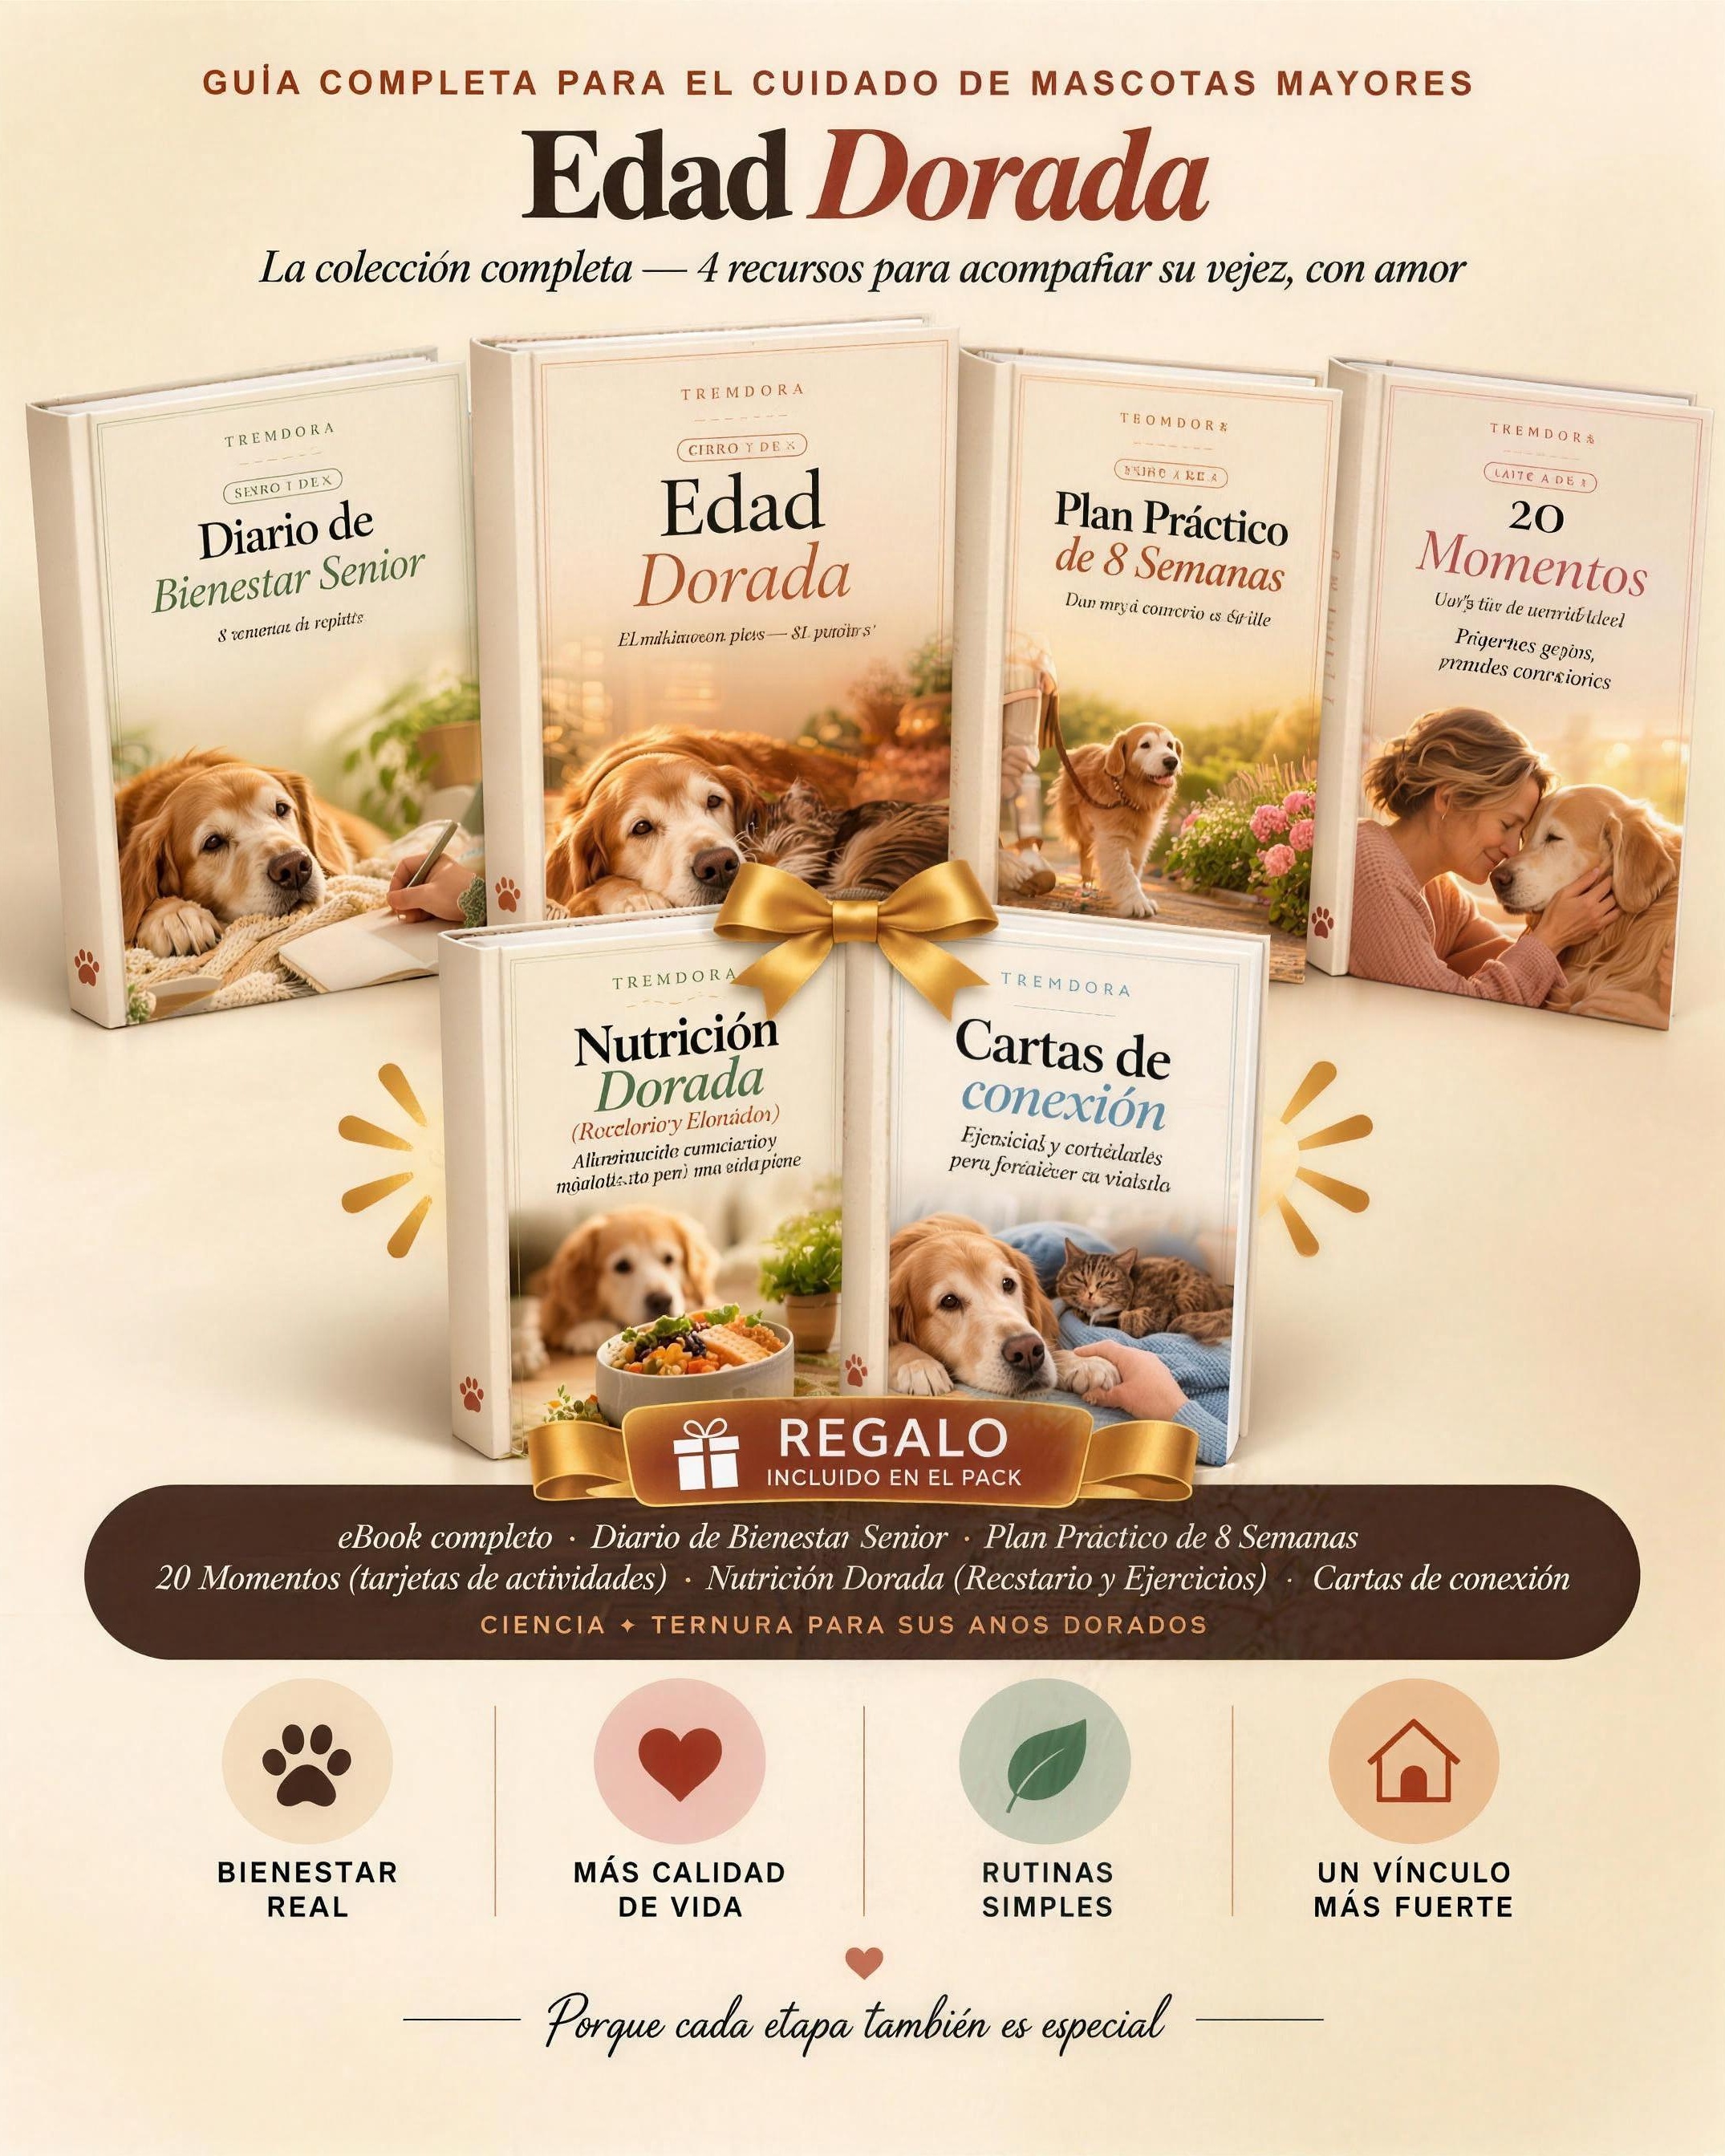 GUÍA COMPLETA PARA EL CUIDADO DE MASCOTAS MAYORES
Edad Dorada
La colección completa — 4 recursos para acompañar su vejez, con amor
TREMDORA
Diario de
Bienestar Senior
TREMDORA
Edad
Dorada
Plan Práctico
de 8 Semanas
TREMDORA
20
Momentos
TREMDORA
Nutrición
Dorada
TREMDORA
Cartas de
conexión
REGALO
INCLUIDO EN EL PACK
eBook completo · Diario de Bienestar Senior · Plan Práctico de 8 Semanas
20 Momentos (tarjetas de actividades) · Nutrición Dorada (Recstario y Ejercicios) · Cartas de conexión
CIENCIA ✦ TERNURA PARA SUS ANOS DORADOS
BIENESTAR
REAL
MÁS CALIDAD
DE VIDA
RUTINAS
SIMPLES
UN VÍNCULO
MÁS FUERTE
Porque cada etapa también es especial